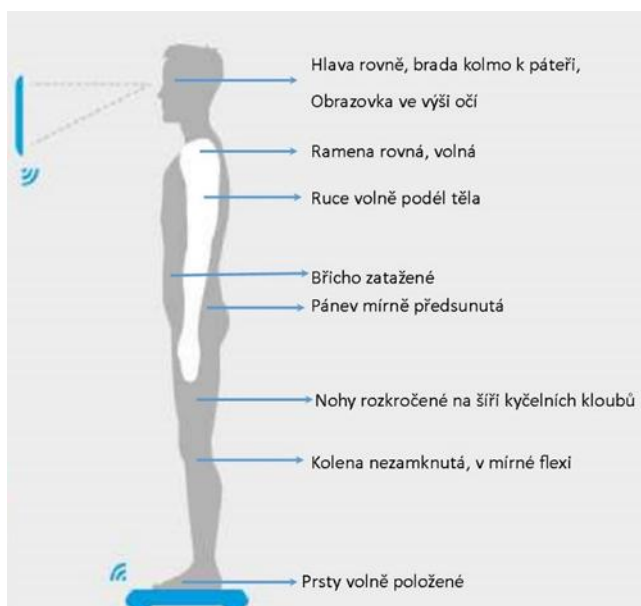 Hlava rovně, brada kolmo k páteři,
Obrazovka ve výši očí
Ramena rovná, volná
Ruce volně podél těla
Břicho zatažené
Pánev mírně předsunutá
Nohy rozkročené na šíři kyčelních kloubů
Kolena nezamknutá, v mírné flexi
Prsty volně položené